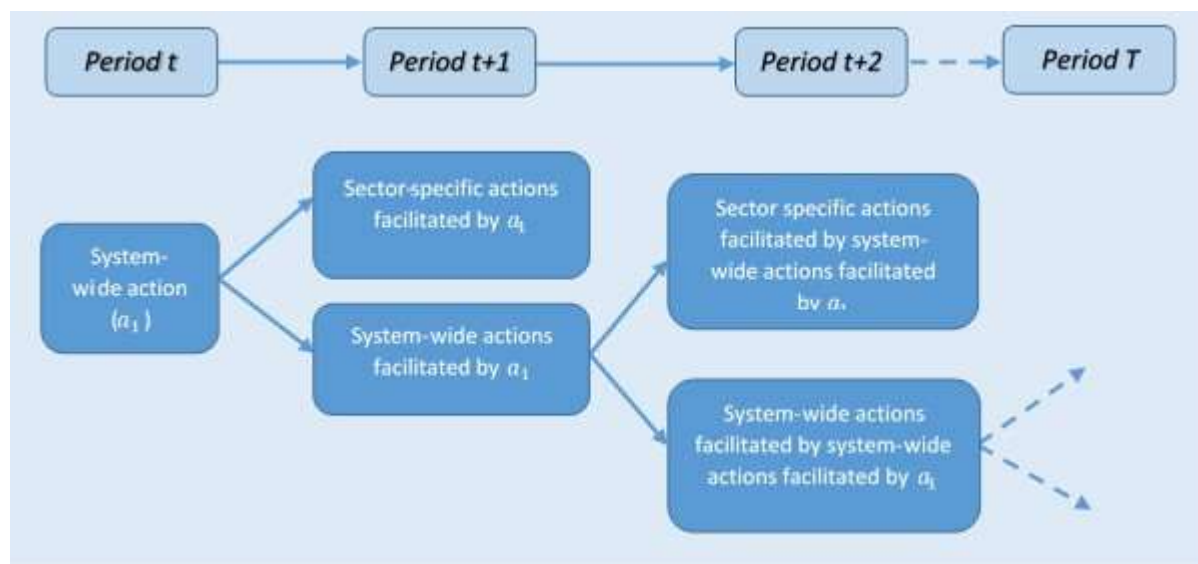 Period t
Period t+1
Period t+2
Period T
System-
wide action
(a₁)
Sector-specific actions
facilitated by a₁
System-wide actions
facilitated by a₁
Sector specific actions
facilitated by system-
wide actions facilitated
by a
System-wide actions
facilitated by system-wide
actions facilitated by a₁